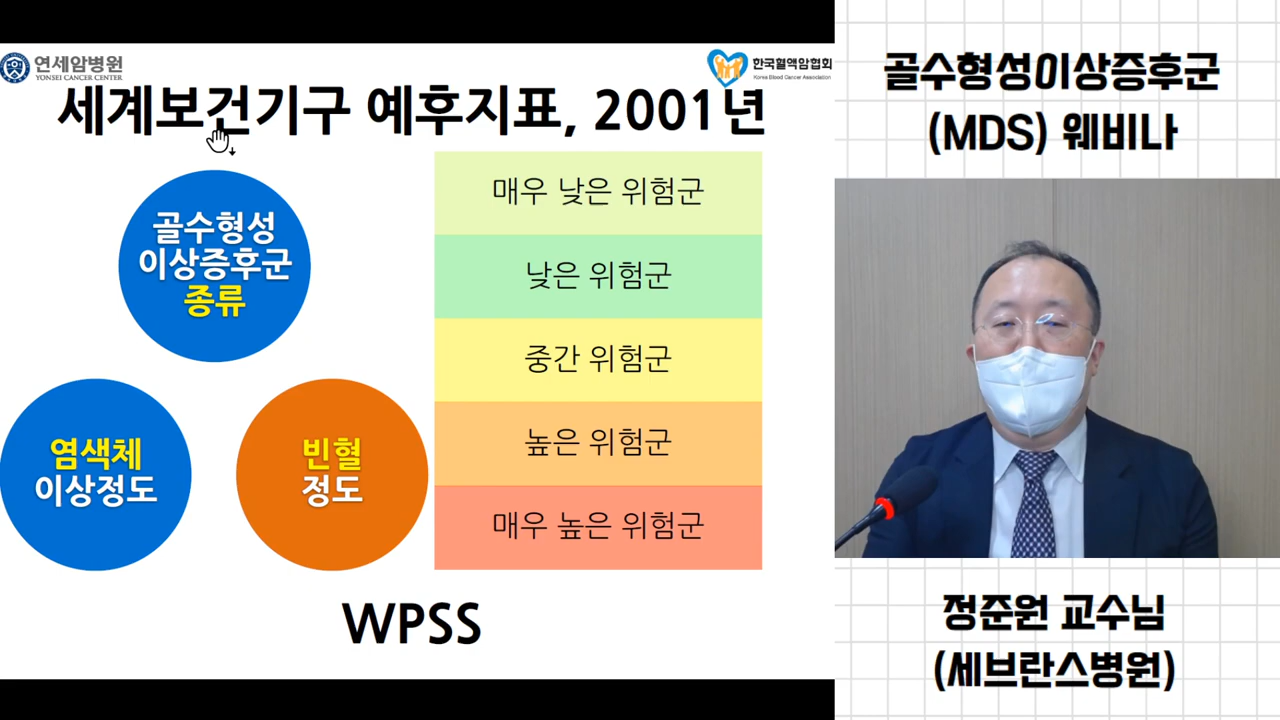 연세암병원
YONSEI CANCER CENTER
한국혈액암협회
Korea Blood Cancer Association
세계보건기구 예후지표, 2001년
골수형성
이상증후군
종류
염색체
이상정도
빈혈
정도
매우 낮은 위험군
낮은 위험군
중간 위험군
높은 위험군
매우 높은 위험군
WPSS
골수형성이상증후군
(MDS) 웨비나
정준원 교수님
(세브란스병원)